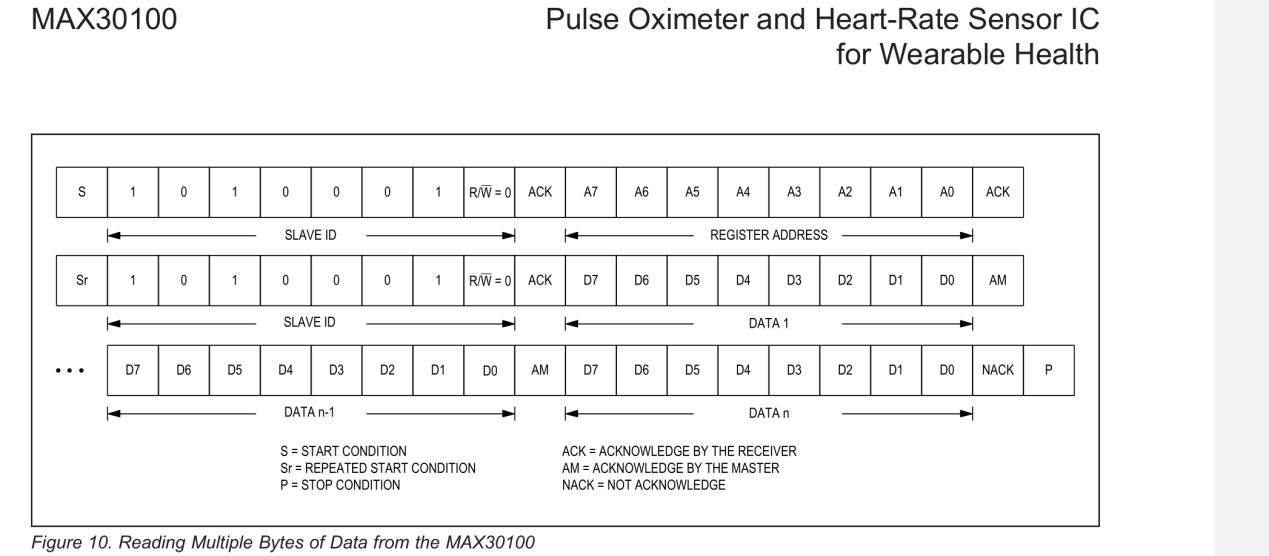 MAX30100
Pulse Oximeter and Heart-Rate Sensor IC
for Wearable Health
S 1 0 1 0 0 0 1 R/W̅ = 0 ACK A7 A6 A5 A4 A3 A2 A1 A0 ACK
SLAVE ID REGISTER ADDRESS
Sr 1 0 1 0 0 0 1 R/W̅ = 0 ACK D7 D6 D5 D4 D3 D2 D1 D0 AM
SLAVE ID DATA 1
• • • D7 D6 D5 D4 D3 D2 D1 D0 AM D7 D6 D5 D4 D3 D2 D1 D0 NACK P
DATA n-1 DATA n
S = START CONDITION
Sr = REPEATED START CONDITION
P = STOP CONDITION
ACK = ACKNOWLEDGE BY THE RECEIVER
AM = ACKNOWLEDGE BY THE MASTER
NACK = NOT ACKNOWLEDGE
Figure 10. Reading Multiple Bytes of Data from the MAX30100